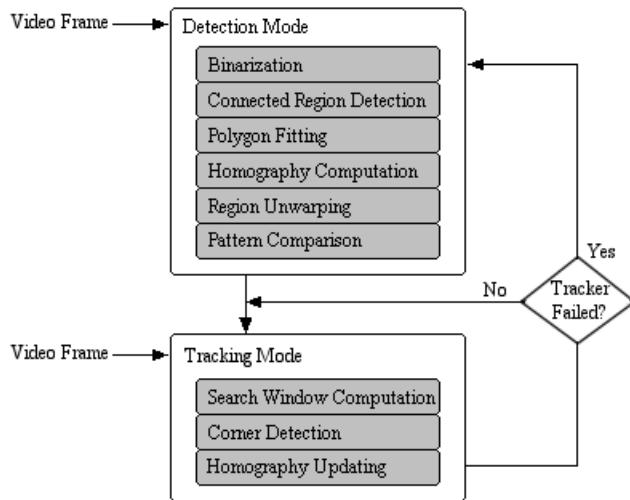 Video Frame
Detection Mode
Binarization
Connected Region Detection
Polygon Fitting
Homography Computation
Region Unwarping
Pattern Comparison
Yes
No
Tracker
Failed?
Video Frame
Tracking Mode
Search Window Computation
Corner Detection
Homography Updating